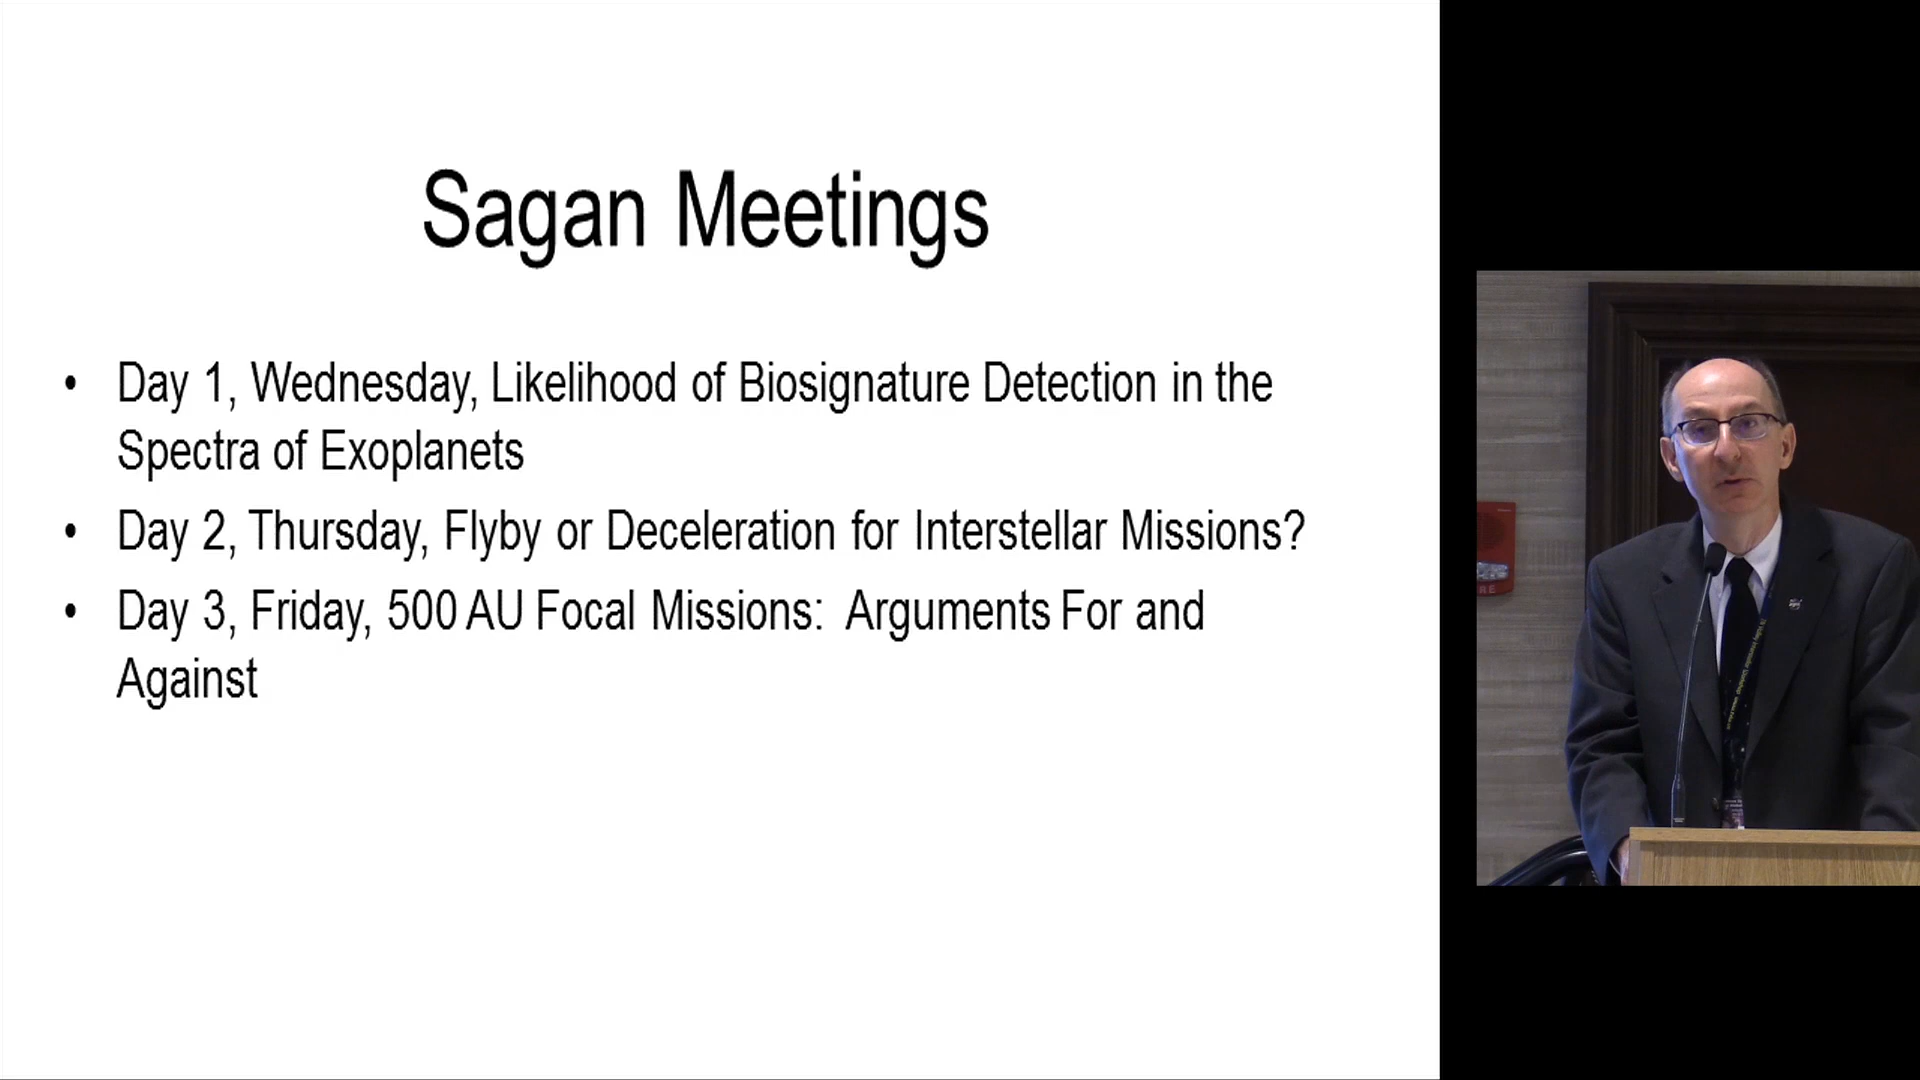 Sagan Meetings
• Day 1, Wednesday, Likelihood of Biosignature Detection in the
Spectra of Exoplanets
• Day 2, Thursday, Flyby or Deceleration for Interstellar Missions?
• Day 3, Friday, 500 AU Focal Missions: Arguments For and
Against